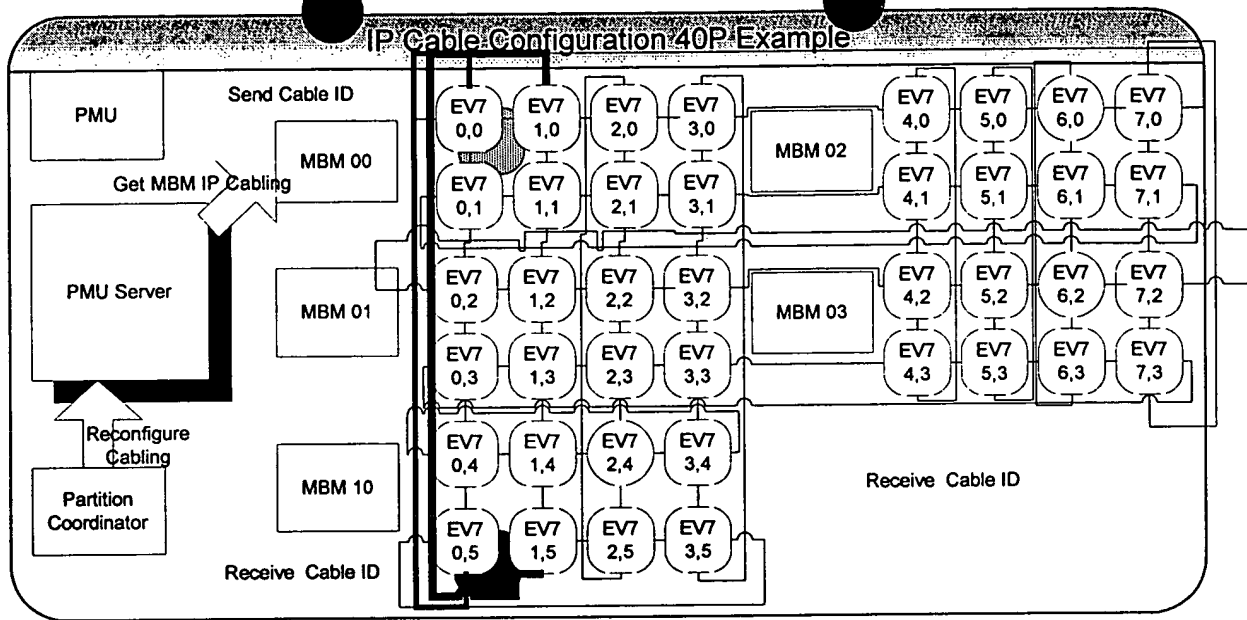 IP Cable Configuration 40P Example
PMU
Send Cable ID
MBM 00
Get MBM IP Cabling
PMU Server
MBM 01
Reconfigure
Cabling
Partition
Coordinator
MBM 10
Receive Cable ID
EV7 0,0
EV7 1,0
EV7 2,0
EV7 3,0
EV7 0,1
EV7 1,1
EV7 2,1
EV7 3,1
EV7 0,2
EV7 1,2
EV7 2,2
EV7 3,2
EV7 0,3
EV7 1,3
EV7 2,3
EV7 3,3
EV7 0,4
EV7 1,4
EV7 2,4
EV7 3,4
EV7 0,5
EV7 1,5
EV7 2,5
EV7 3,5
MBM 02
MBM 03
EV7 4,0
EV7 5,0
EV7 6,0
EV7 7,0
EV7 4,1
EV7 5,1
EV7 6,1
EV7 7,1
EV7 4,2
EV7 5,2
EV7 6,2
EV7 7,2
EV7 4,3
EV7 5,3
EV7 6,3
EV7 7,3
Receive Cable ID